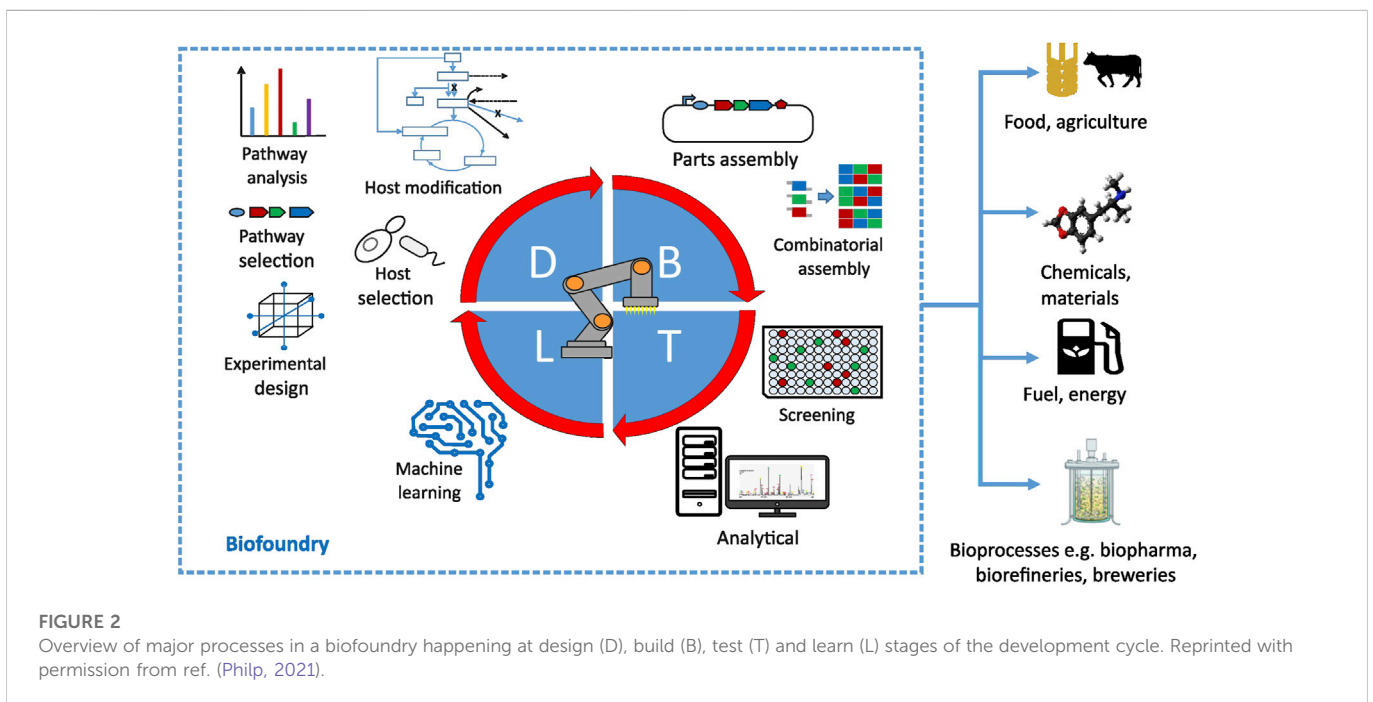 Pathway
analysis
Host modification
Pathway
selection
Host
selection
Experimental
design
Parts assembly
Combinatorial
assembly
D
B
L
T
Screening
Machine
learning
Analytical
Biofoundry
Food, agriculture
Chemicals,
materials
Fuel, energy
Bioprocesses e.g. biopharma,
biorefineries, breweries
FIGURE 2
Overview of major processes in a biofoundry happening at design (D), build (B), test (T) and learn (L) stages of the development cycle. Reprinted with
permission from ref. (Philp, 2021).